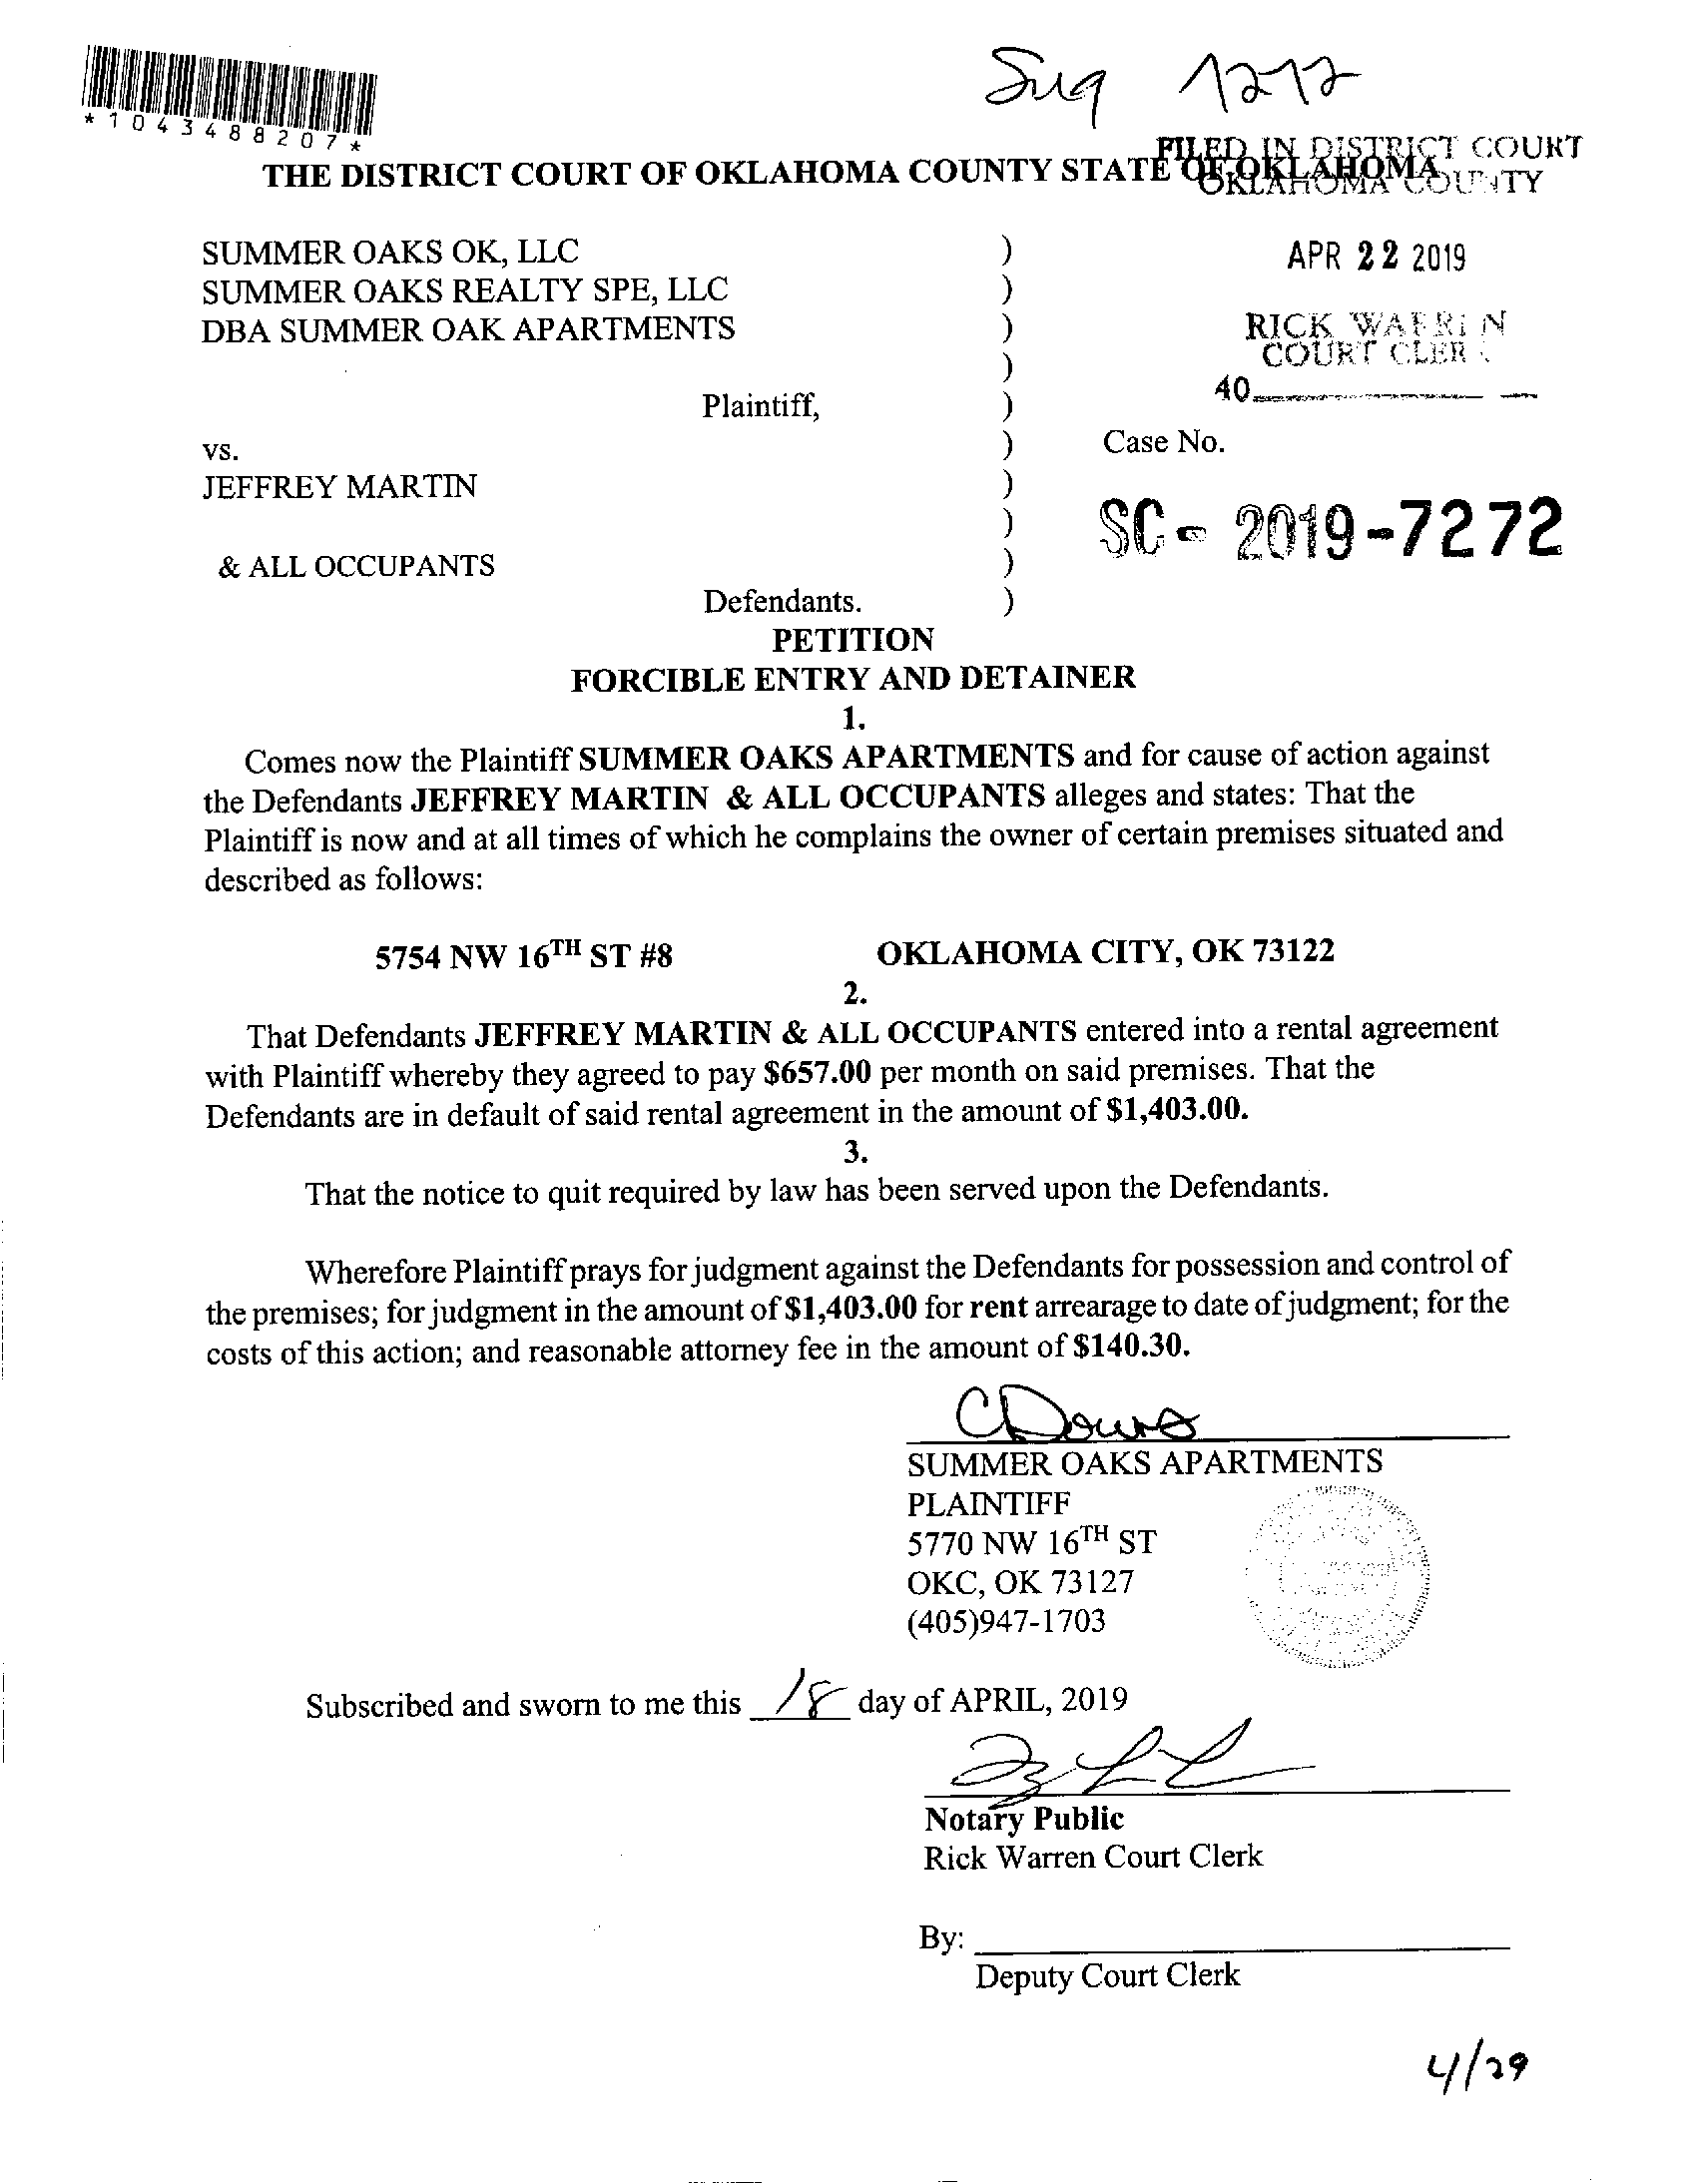 *1043488207*
THE DISTRICT COURT OF OKLAHOMA COUNTY STATE OF OKLAHOMA
FILED IN DISTRICT COURT
OKLAHOMA COUNTY
SUMMER OAKS OK, LLC )
SUMMER OAKS REALTY SPE, LLC )
DBA SUMMER OAK APARTMENTS )
)
Plaintiff, )
vs. )
JEFFREY MARTIN )
)
& ALL OCCUPANTS )
Defendants. )
APR 22 2019
RICK WARREN
COURT CLERK
40
Case No.
SC- 2019-7272
PETITION
FORCIBLE ENTRY AND DETAINER
1.
Comes now the Plaintiff SUMMER OAKS APARTMENTS and for cause of action against
the Defendants JEFFREY MARTIN & ALL OCCUPANTS alleges and states: That the
Plaintiff is now and at all times of which he complains the owner of certain premises situated and
described as follows:
5754 NW 16TH ST #8 OKLAHOMA CITY, OK 73122
2.
That Defendants JEFFREY MARTIN & ALL OCCUPANTS entered into a rental agreement
with Plaintiff whereby they agreed to pay $657.00 per month on said premises. That the
Defendants are in default of said rental agreement in the amount of $1,403.00.
3.
That the notice to quit required by law has been served upon the Defendants.
Wherefore Plaintiff prays for judgment against the Defendants for possession and control of
the premises; for judgment in the amount of $1,403.00 for rent arrearage to date of judgment; for the
costs of this action; and reasonable attorney fee in the amount of $140.30.
SUMMER OAKS APARTMENTS
PLAINTIFF
5770 NW 16TH ST
OKC, OK 73127
(405)947-1703
Subscribed and sworn to me this 18 day of APRIL, 2019
Notary Public
Rick Warren Court Clerk
By:
Deputy Court Clerk
4/29